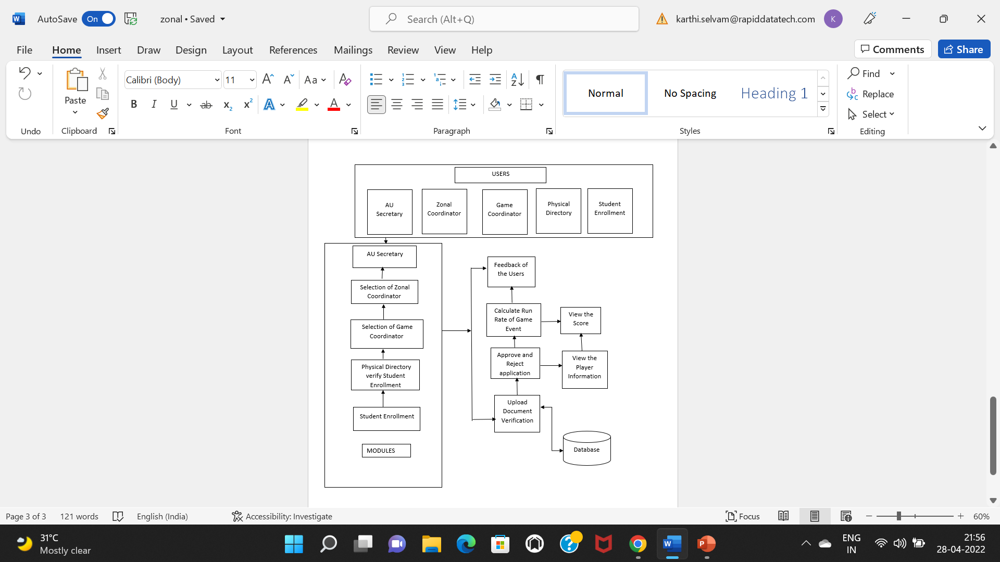 AutoSave On zonal • Saved
Search (Alt+Q)
karthi.selvam@rapiddatatech.com K
File Home Insert Draw Design Layout References Mailings Review View Help
Comments Share
Paste
Calibri (Body) 11
Aa
B I U ab x2 x2 A A
Normal No Spacing Heading 1
Find
Replace
Select
Undo Clipboard Font Paragraph Styles Editing
USERS
AU
Secretary
Zonal
Coordinator
Game
Coordinator
Physical
Directory
Student
Enrollment
AU Secretary
Selection of Zonal
Coordinator
Selection of Game
Coordinator
Physical Directory
verify Student
Enrollment
Student Enrollment
MODULES
Feedback of
the Users
Calculate Run
Rate of Game
Event
View the
Score
Approve and
Reject
application
View the
Player
Information
Upload
Document
Verification
Database
Page 3 of 3 121 words English (India) Accessibility: Investigate Focus 60%
31°C
Mostly clear
ENG
IN
21:56
28-04-2022